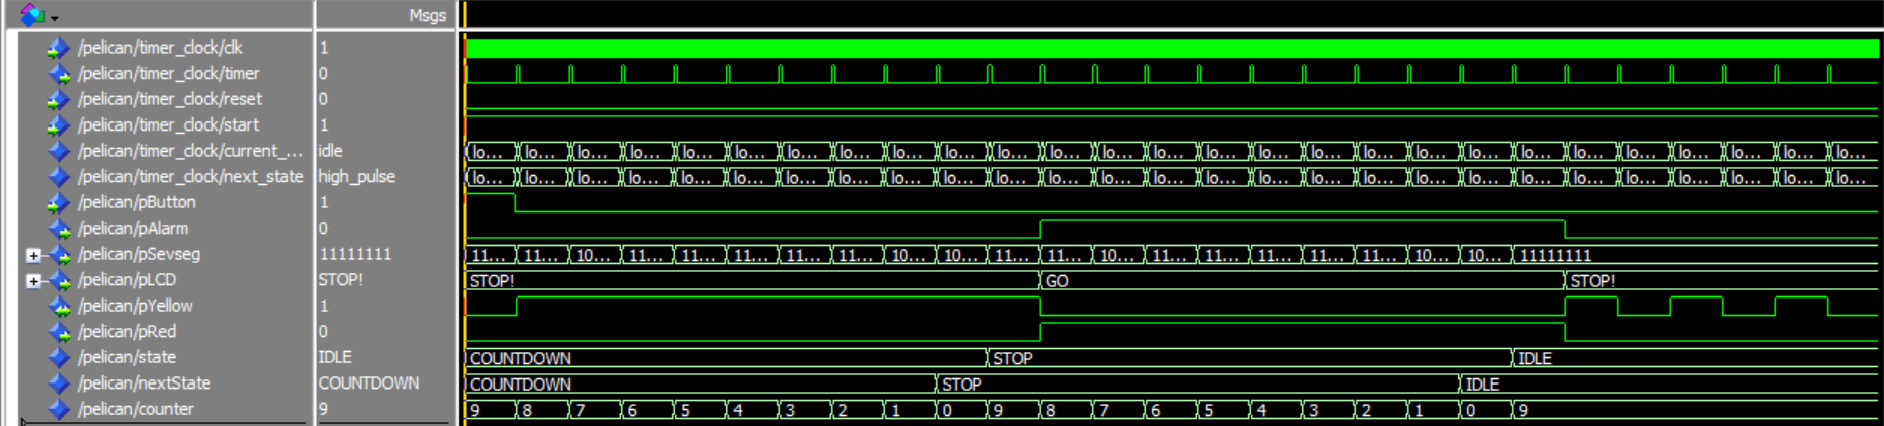 Msgs
/pelican/timer_clock/clk 1
/pelican/timer_clock/timer 0
/pelican/timer_clock/reset 0
/pelican/timer_clock/start 1
/pelican/timer_clock/current_... idle lo... lo... lo... lo... lo... lo... lo... lo... lo... lo... lo... lo... lo... lo... lo... lo... lo... lo... lo... lo... lo... lo... lo... lo... lo... lo... lo...
/pelican/timer_clock/next_state high_pulse lo... lo... lo... lo... lo... lo... lo... lo... lo... lo... lo... lo... lo... lo... lo... lo... lo... lo... lo... lo... lo... lo... lo... lo... lo... lo... lo...
/pelican/pButton 1
/pelican/pAlarm 0
/pelican/pSevseg 11111111 11... 11... 10... 11... 11... 11... 11... 11... 10... 10... 11... 11... 10... 11... 11... 11... 11... 11... 10... 10... 11111111
/pelican/pLCD STOP! STOP! GO STOP!
/pelican/pYellow 1
/pelican/pRed 0
/pelican/state IDLE COUNTDOWN STOP IDLE
/pelican/nextState COUNTDOWN COUNTDOWN STOP IDLE
/pelican/counter 9 9 8 7 6 5 4 3 2 1 0 9 8 7 6 5 4 3 2 1 0 9